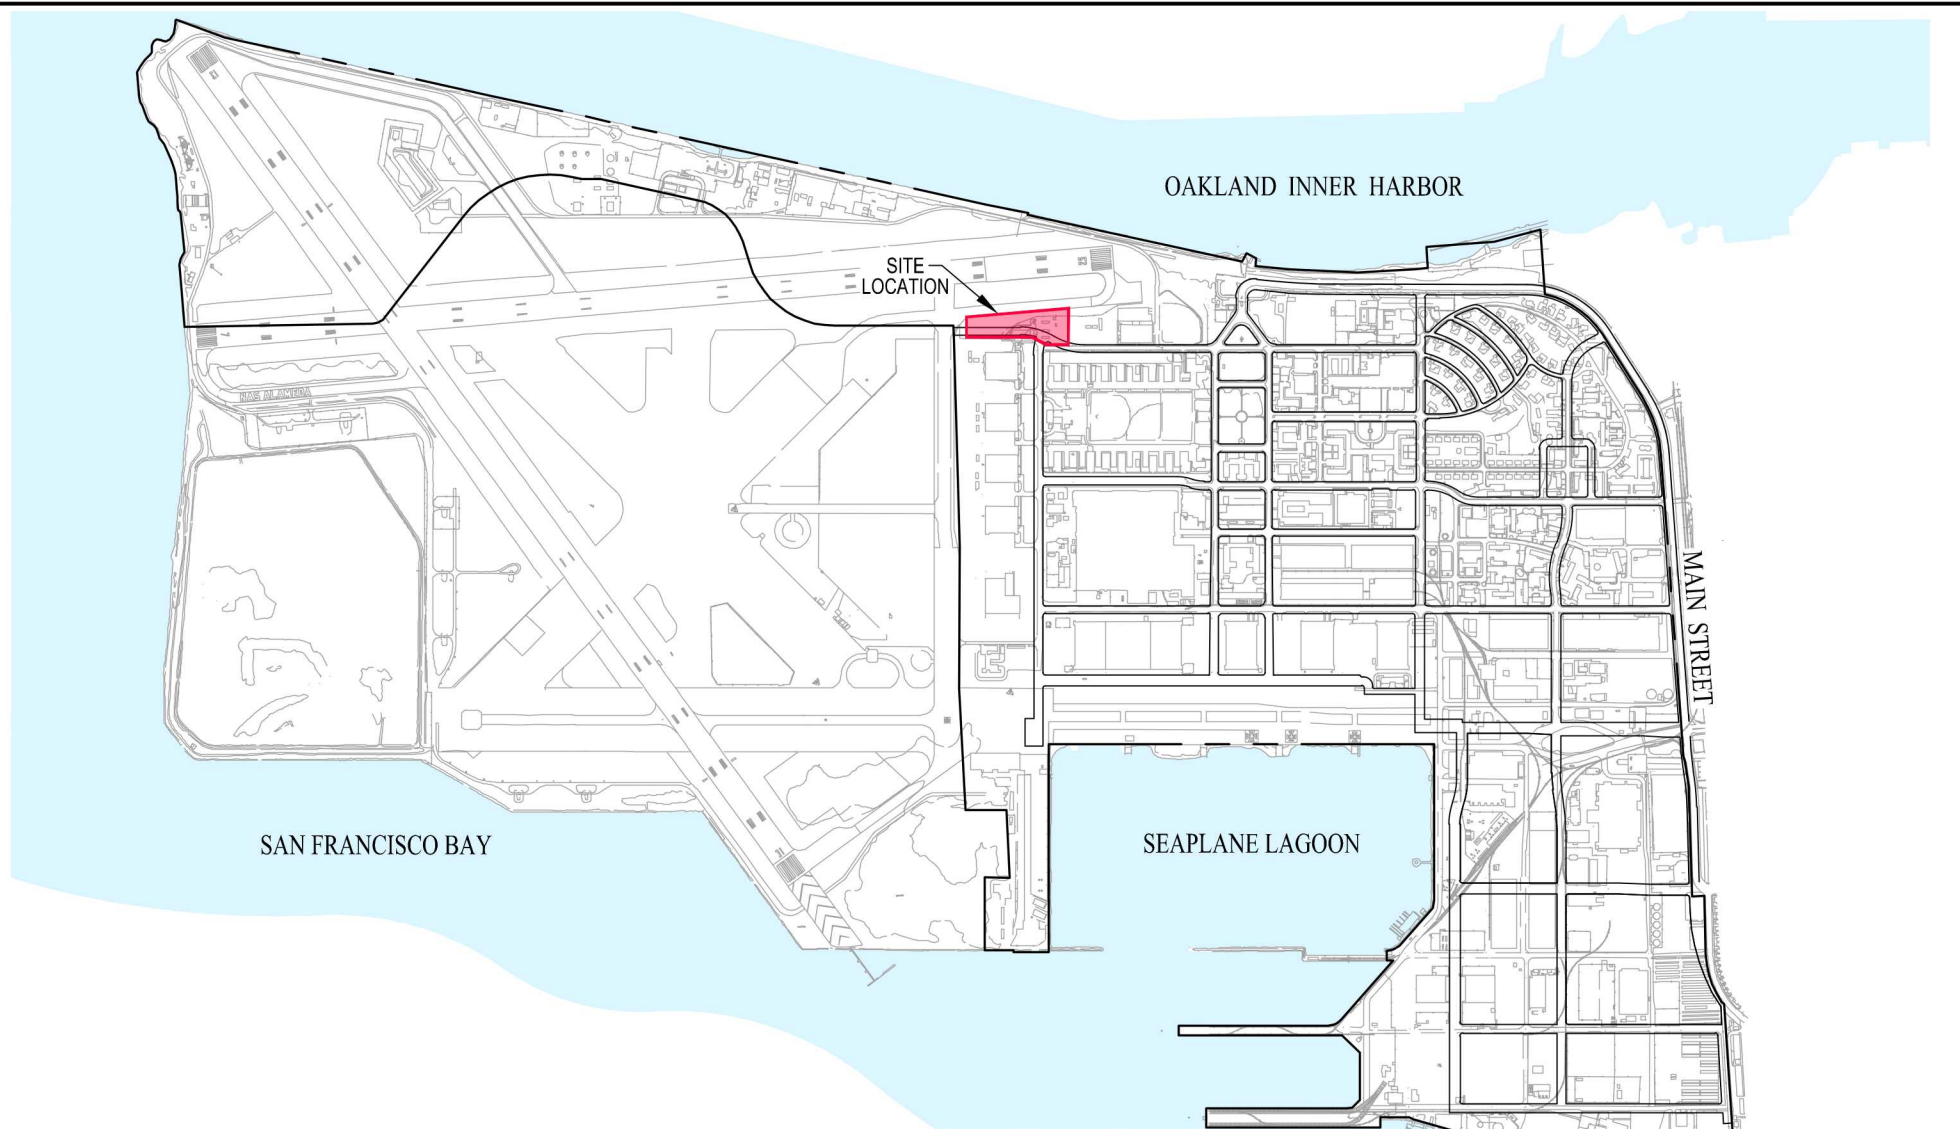 OAKLAND INNER HARBOR
SITE
LOCATION
NAS ALAMEDA
MAIN STREET
SAN FRANCISCO BAY
SEAPLANE LAGOON